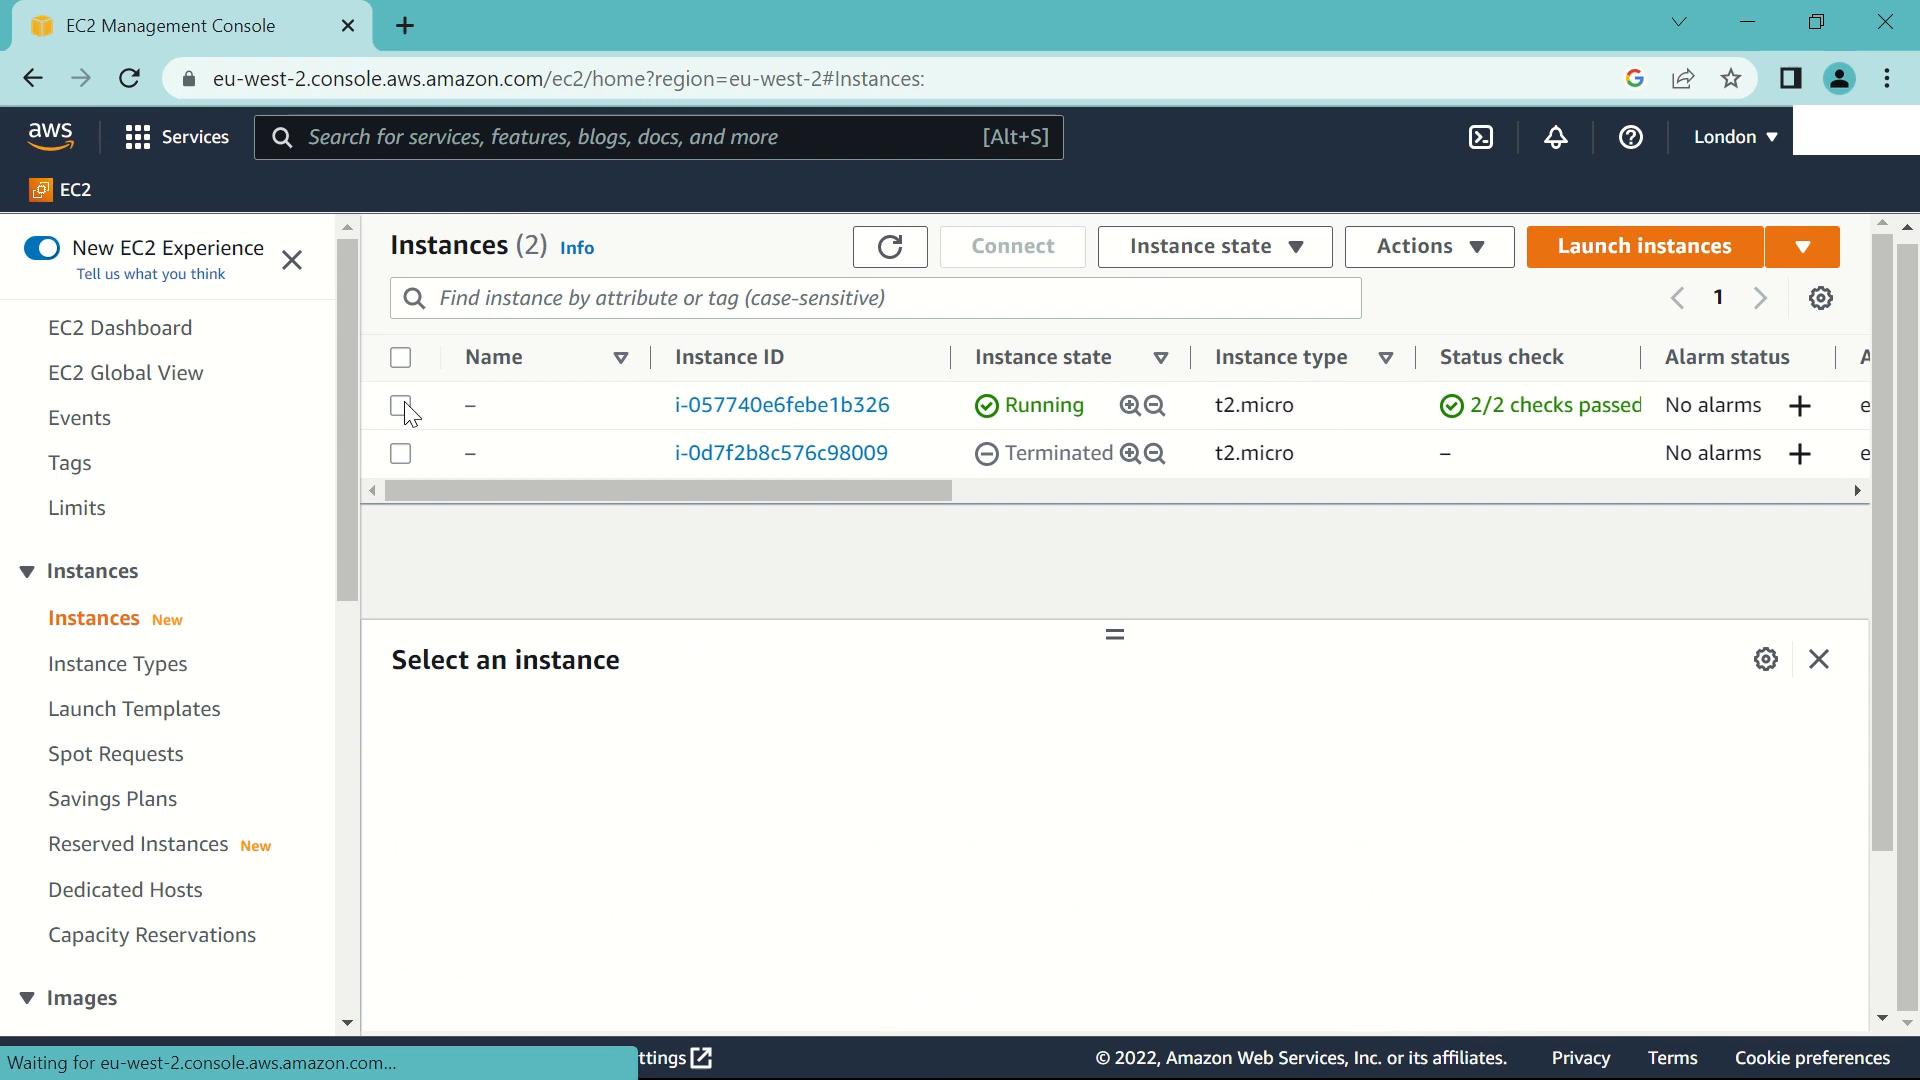 EC2 Management Console
eu-west-2.console.aws.amazon.com/ec2/home?region=eu-west-2#Instances:
aws Services Search for services, features, blogs, docs, and more [Alt+S] London
EC2
New EC2 Experience
Tell us what you think
EC2 Dashboard
EC2 Global View
Events
Tags
Limits
Instances
Instances New
Instance Types
Launch Templates
Spot Requests
Savings Plans
Reserved Instances New
Dedicated Hosts
Capacity Reservations
Images
Instances (2) Info Connect Instance state Actions Launch instances
Find instance by attribute or tag (case-sensitive) 1
Name Instance ID Instance state Instance type Status check Alarm status A
– i-057740e6febe1b326 Running t2.micro 2/2 checks passed No alarms + e
– i-0d7f2b8c576c98009 Terminated t2.micro – No alarms + e
Select an instance
Waiting for eu-west-2.console.aws.amazon.com... ttings © 2022, Amazon Web Services, Inc. or its affiliates. Privacy Terms Cookie preferences